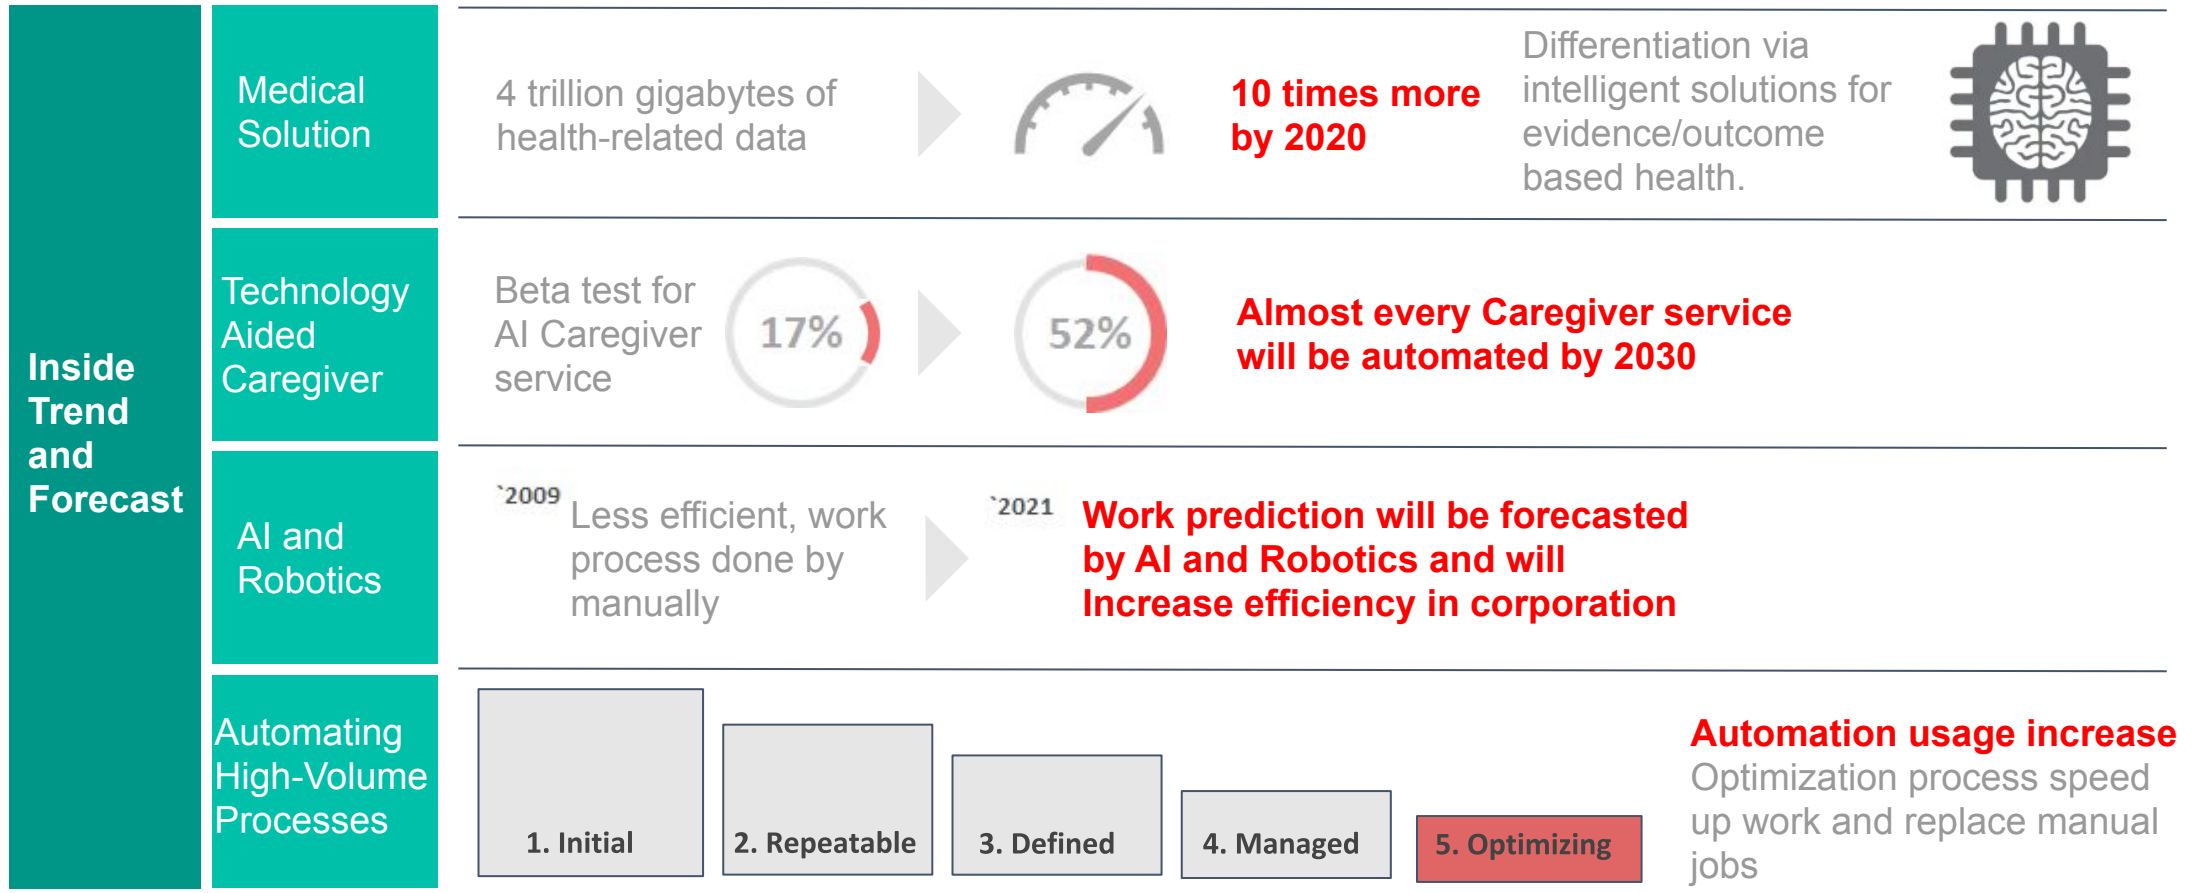 Inside
Trend
and
Forecast
Medical
Solution
4 trillion gigabytes of
health-related data
10 times more
by 2020
Differentiation via
intelligent solutions for
evidence/outcome
based health.
Technology
Aided
Caregiver
Beta test for
AI Caregiver
service
17%
52%
Almost every Caregiver service
will be automated by 2030
AI and
Robotics
`2009
Less efficient, work
process done by
manually
`2021
Work prediction will be forecasted
by AI and Robotics and will
Increase efficiency in corporation
Automating
High-Volume
Processes
1. Initial
2. Repeatable
3. Defined
4. Managed
5. Optimizing
Automation usage increase
Optimization process speed
up work and replace manual
jobs